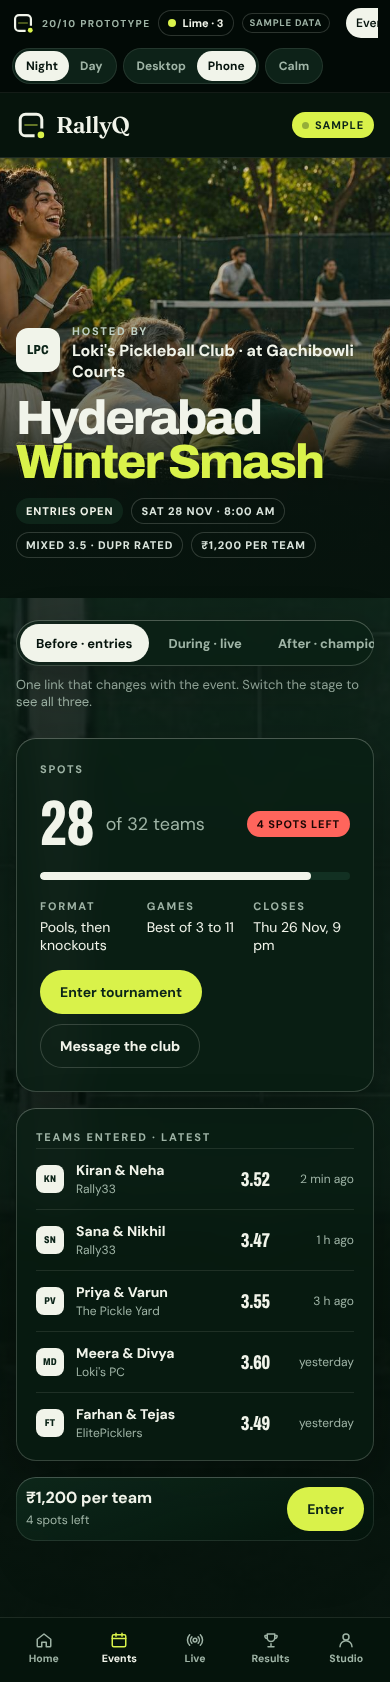 20/10 PROTOTYPE
Lime · 3
SAMPLE DATA
Night
Day
Desktop
Phone
Calm
RallyQ
SAMPLE
HOSTED BY
LPC
Loki's Pickleball Club · at Gachibowli
Courts
Hyderabad
Winter Smash
ENTRIES OPEN
SAT 28 NOV · 8:00 AM
MIXED 3.5 · DUPR RATED
₹1,200 PER TEAM
Before · entries
During · live
After · champio
One link that changes with the event. Switch the stage to
see all three.
SPOTS
28 of 32 teams
4 SPOTS LEFT
FORMAT
Pools, then
knockouts
GAMES
Best of 3 to 11
CLOSES
Thu 26 Nov, 9
pm
Enter tournament
Message the club
TEAMS ENTERED · LATEST
KN
Kiran & Neha
Rally33
3.52
2 min ago
SN
Sana & Nikhil
Rally33
3.47
1 h ago
PV
Priya & Varun
The Pickle Yard
3.55
3 h ago
MD
Meera & Divya
Loki's PC
3.60
yesterday
FT
Farhan & Tejas
ElitePicklers
3.49
yesterday
₹1,200 per team
4 spots left
Enter
Home
Events
Live
Results
Studio